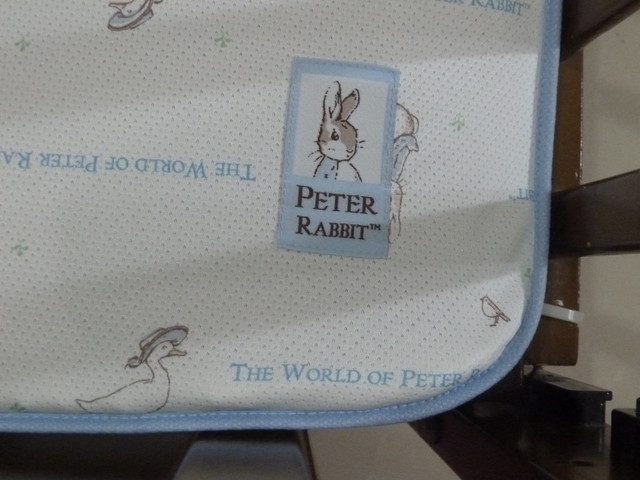 RABBIT
THE WORLD OF PETER
PETER
RABBIT™
THE WORLD OF PETER